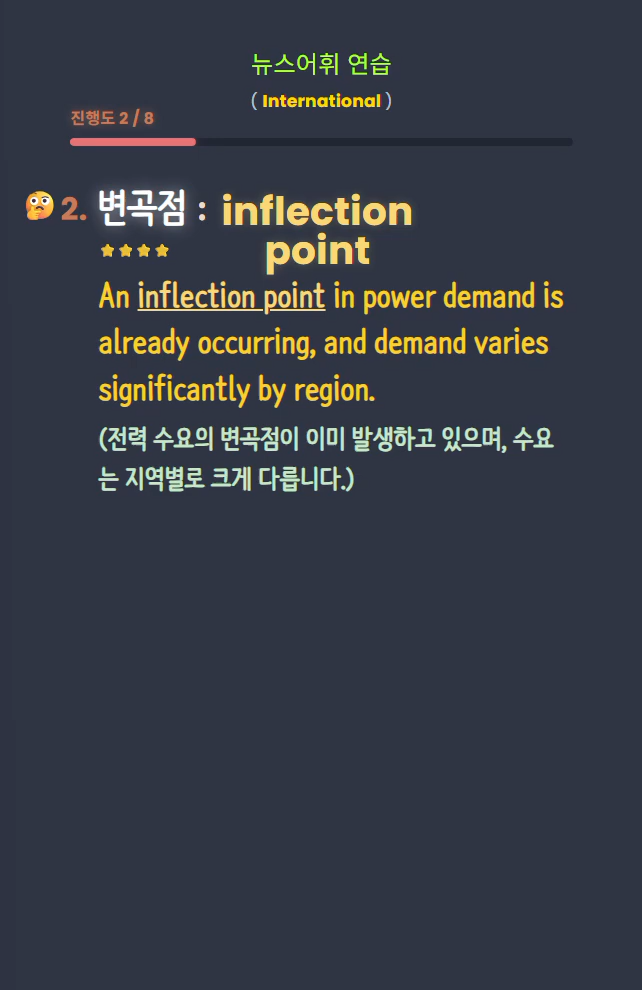 뉴스어휘 연습
( International )
진행도 2 / 8
2. 변곡점 : inflection
point
An inflection point in power demand is
already occurring, and demand varies
significantly by region.
(전력 수요의 변곡점이 이미 발생하고 있으며, 수요
는 지역별로 크게 다릅니다.)